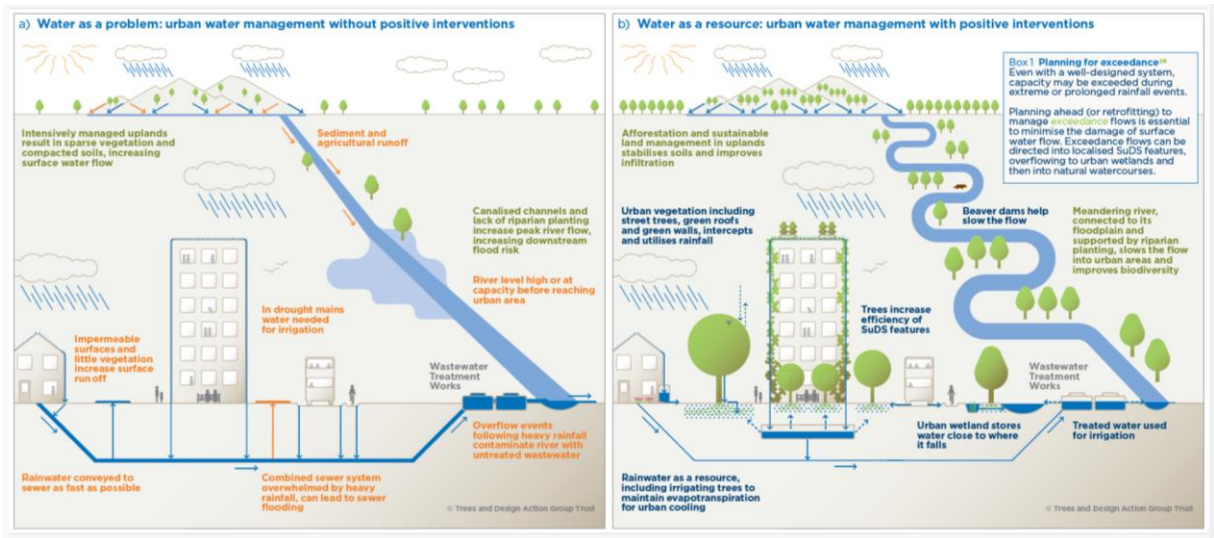 a) Water as a problem: urban water management without positive interventions
Intensively managed uplands
result in sparse vegetation and
compacted soils, increasing
surface water flow
Sediment and
agricultural runoff
Canalised channels and
lack of riparian planting
increase peak river flow,
increasing downstream
flood risk
River level high or at
capacity before reaching
urban area
In drought mains
water needed
for irrigation
Impermeable
surfaces and
little vegetation
increase surface
run off
Wastewater
Treatment
Works
Overflow events
following heavy rainfall
contaminate river with
untreated wastewater
Rainwater conveyed to
sewer as fast as possible
Combined sewer system
overwhelmed by heavy
rainfall, can lead to sewer
flooding
© Trees and Design Action Group Trust
b) Water as a resource: urban water management with positive interventions
Box 1 Planning for exceedance²⁸
Even with a well-designed system,
capacity may be exceeded during
extreme or prolonged rainfall events.
Planning ahead (or retrofitting) to
manage exceedance flows is essential
to minimise the damage of surface
water flow. Exceedance flows can be
directed into localised SuDS features,
overflowing to urban wetlands and
then into natural watercourses.
Afforestation and sustainable
land management in uplands
stabilises soils and improves
infiltration
Urban vegetation including
street trees, green roofs
and green walls, intercepts
and utilises rainfall
Beaver dams help
slow the flow
Meandering river,
connected to its
floodplain and
supported by riparian
planting, slows the flow
into urban areas and
improves biodiversity
Trees increase
efficiency of
SuDS features
Wastewater
Treatment
Works
Urban wetland stores
water close to where
it falls
Treated water used
for irrigation
Rainwater as a resource,
including irrigating trees to
maintain evapotranspiration
for urban cooling
© Trees and Design Action Group Trust